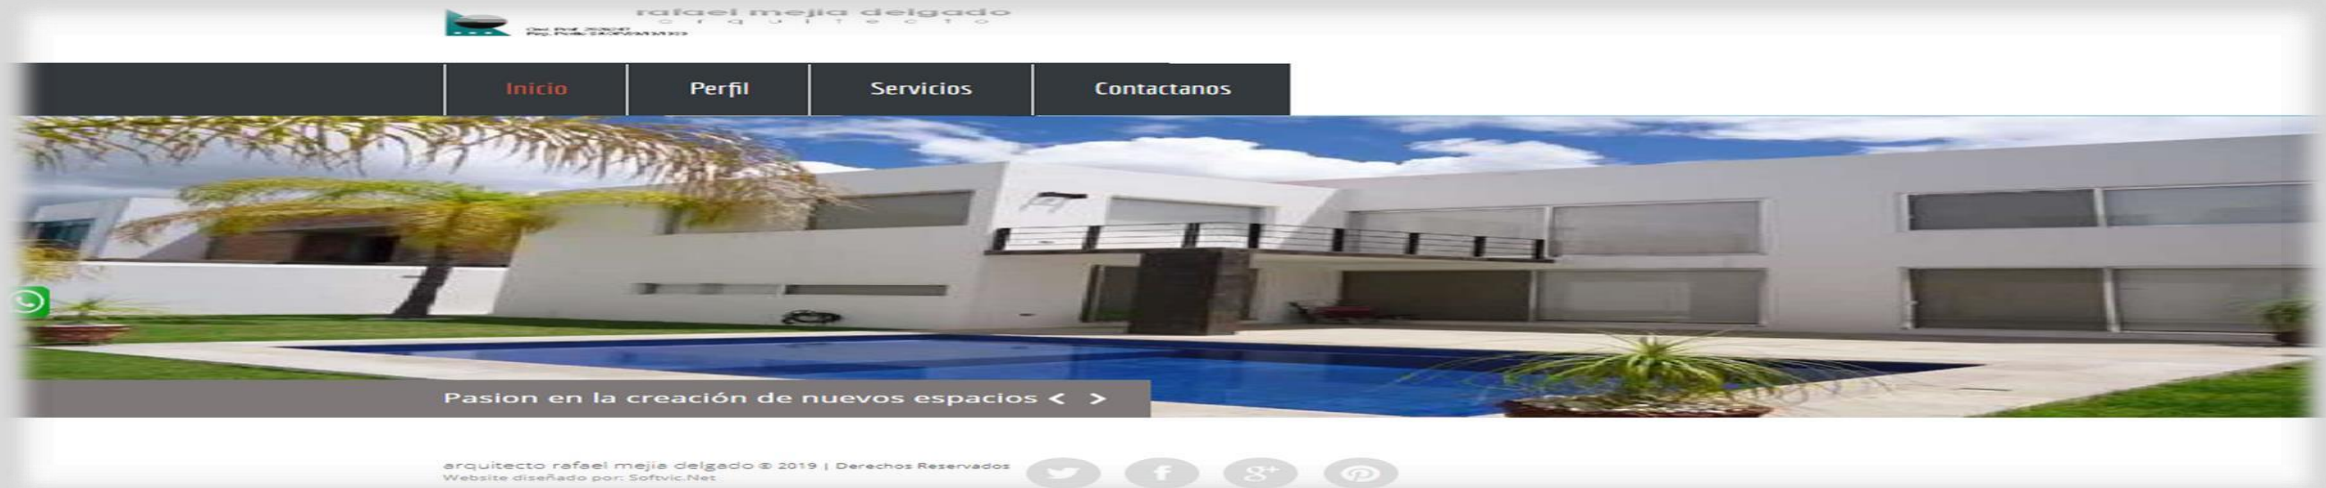 rafael mejia delgado
arquitecto
Inicio
Perfil
Servicios
Contactanos
Pasion en la creación de nuevos espacios
arquitecto rafael mejia delgado © 2019 | Derechos Reservados
Website diseñado por: Softvic.Net